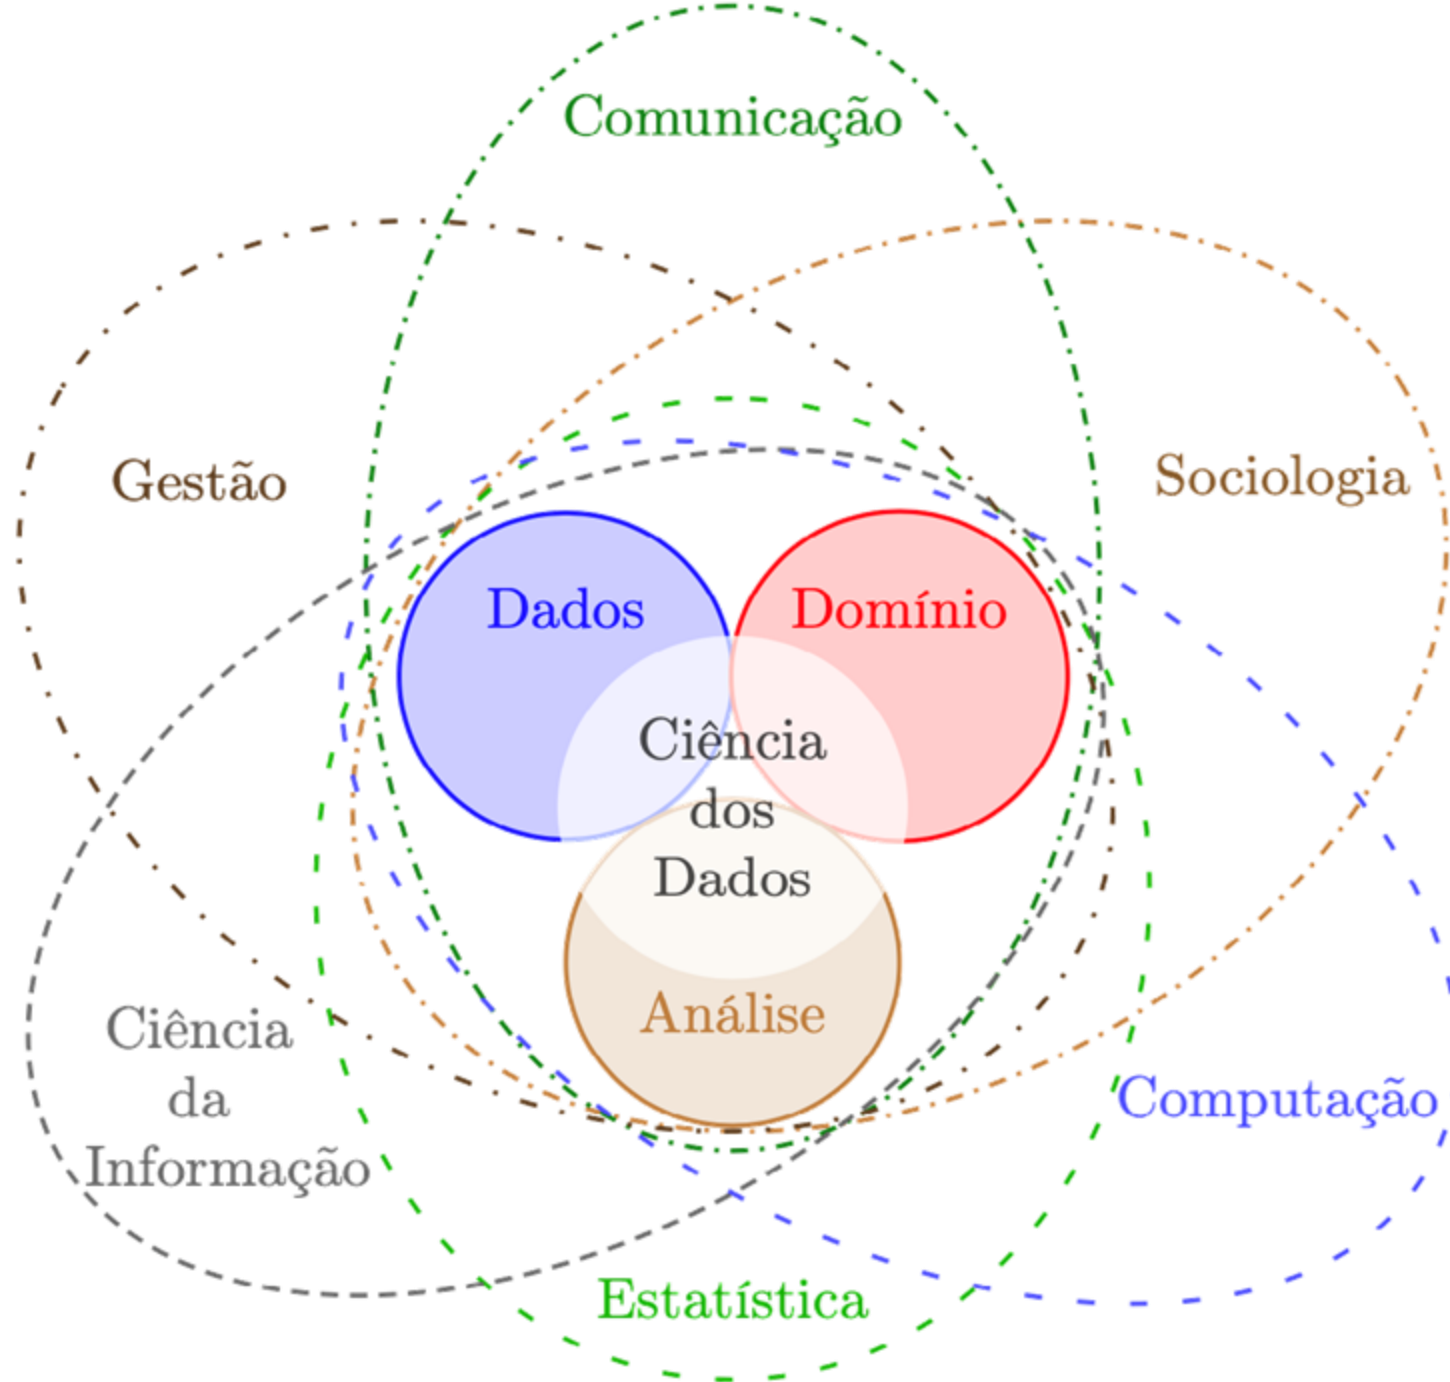 Comunicação
Gestão
Sociologia
Dados
Domínio
Ciência
dos
Dados
Análise
Ciência
da
Informação
Computação
Estatística